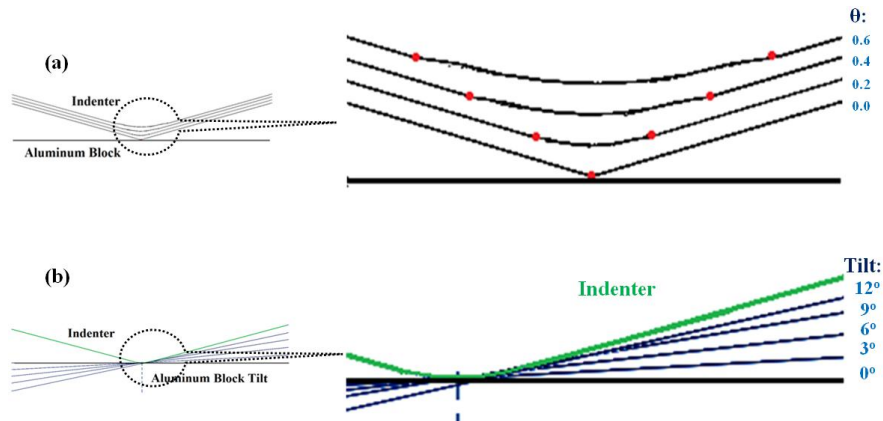 θ:
0.6
0.4
0.2
0.0
(a)
Indenter
Aluminum Block
(b)
Indenter
Aluminum Block Tilt
Indenter
Tilt:
12º
9º
6º
3º
0º